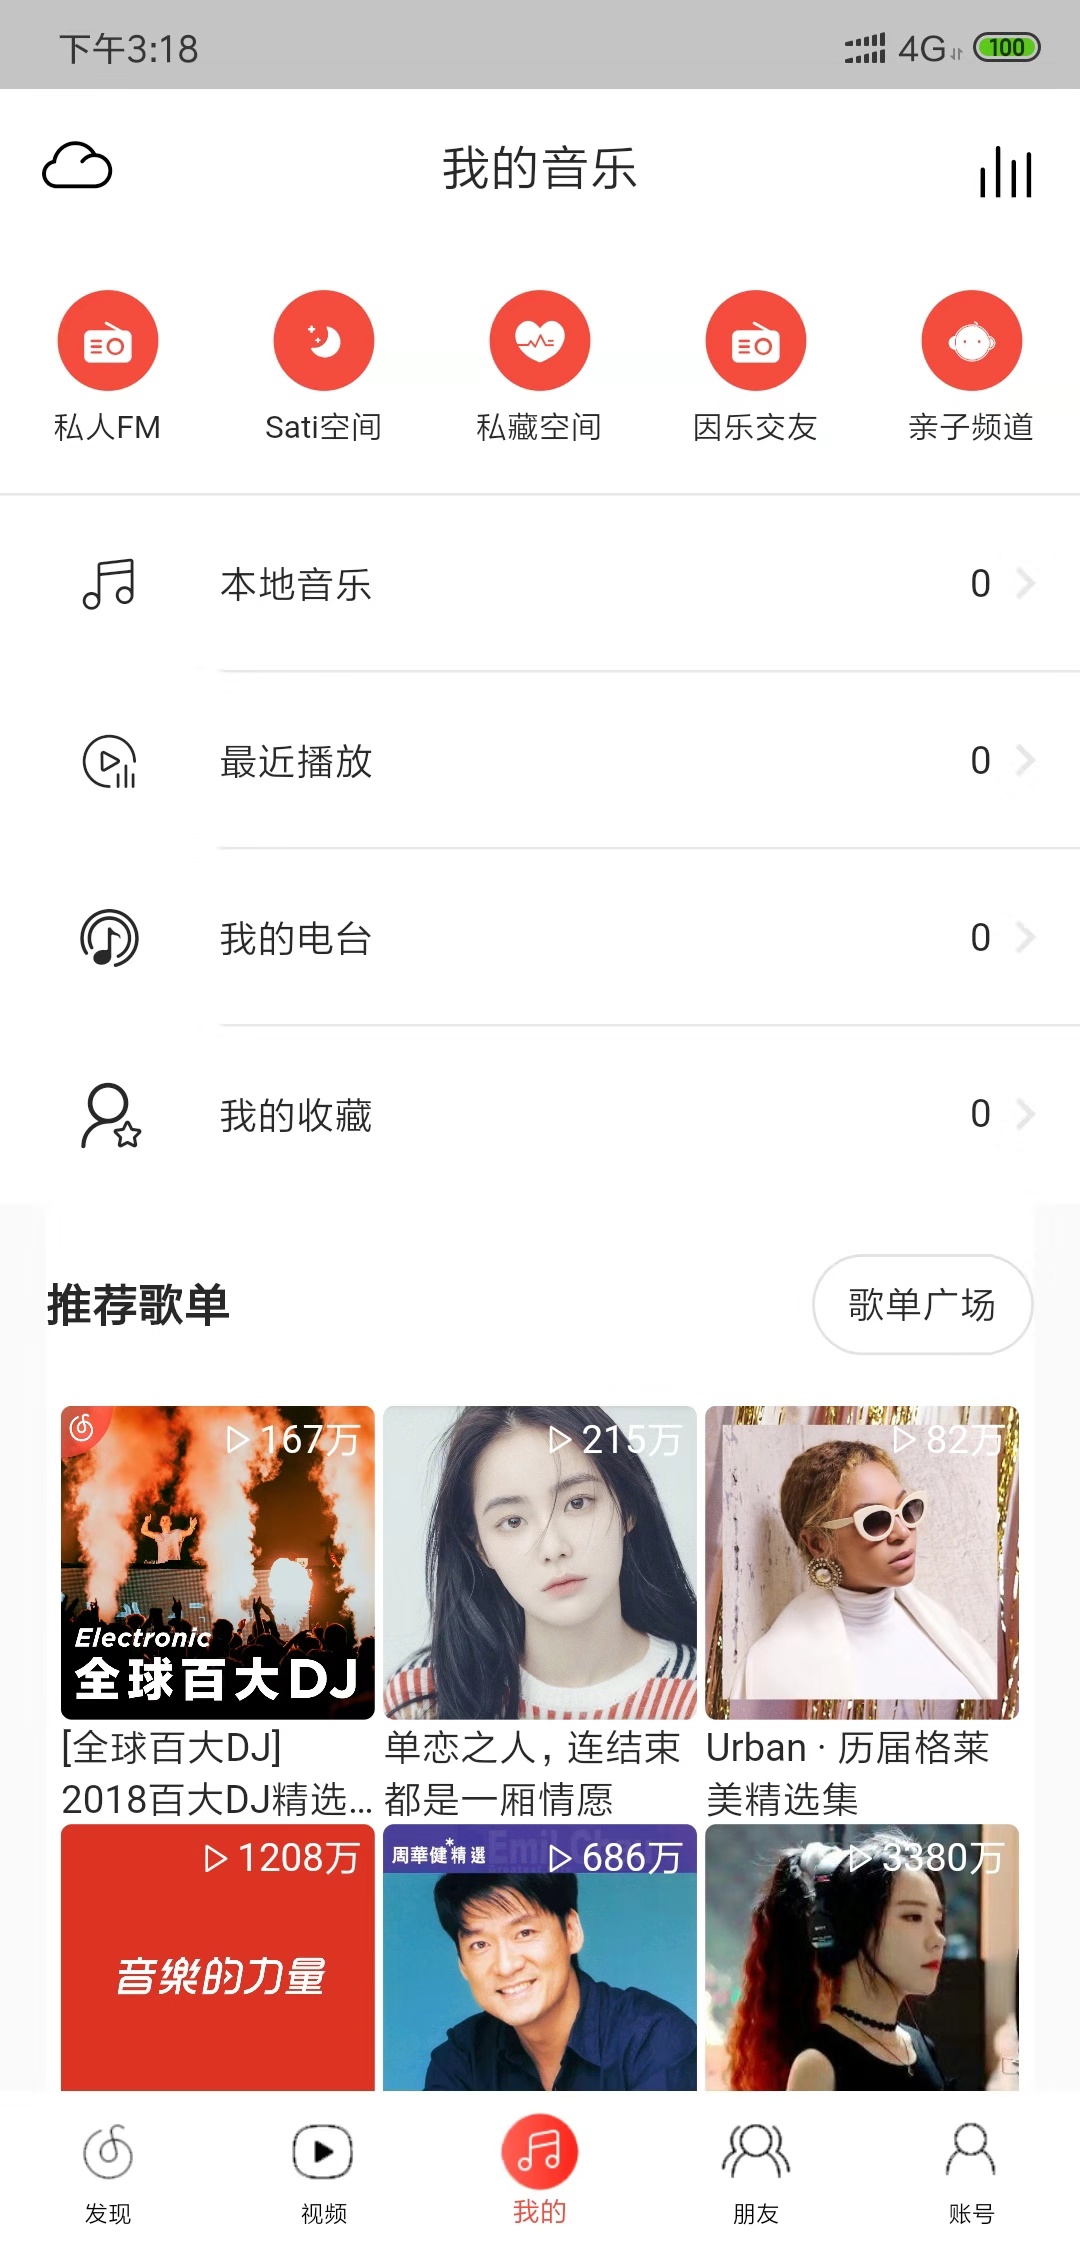 下午3:18
4G
100
我的音乐
私人FM
Sati空间
私藏空间
因乐交友
亲子频道
本地音乐
0
最近播放
0
我的电台
0
我的收藏
0
推荐歌单
歌单广场
167万
215万
82万
Electronic
全球百大DJ
[全球百大DJ]
2018百大DJ精选...
单恋之人，连结束
都是一厢情愿
Urban · 历届格莱
美精选集
1208万
周華健精選
686万
3380万
音樂的力量
发现
视频
我的
朋友
账号